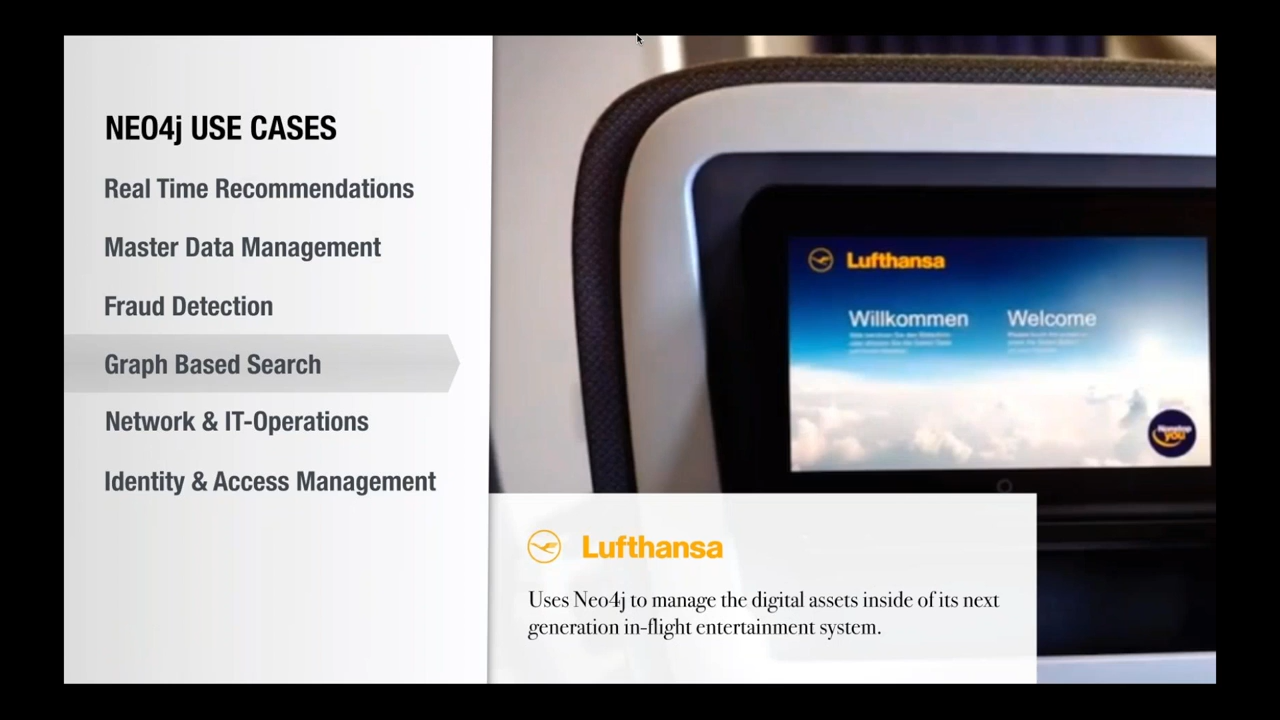 NEO4j USE CASES
Real Time Recommendations
Master Data Management
Fraud Detection
Graph Based Search
Network & IT-Operations
Identity & Access Management
Lufthansa
Willkommen
Welcome
Nonstop
you
Lufthansa
Uses Neo4j to manage the digital assets inside of its next
generation in-flight entertainment system.